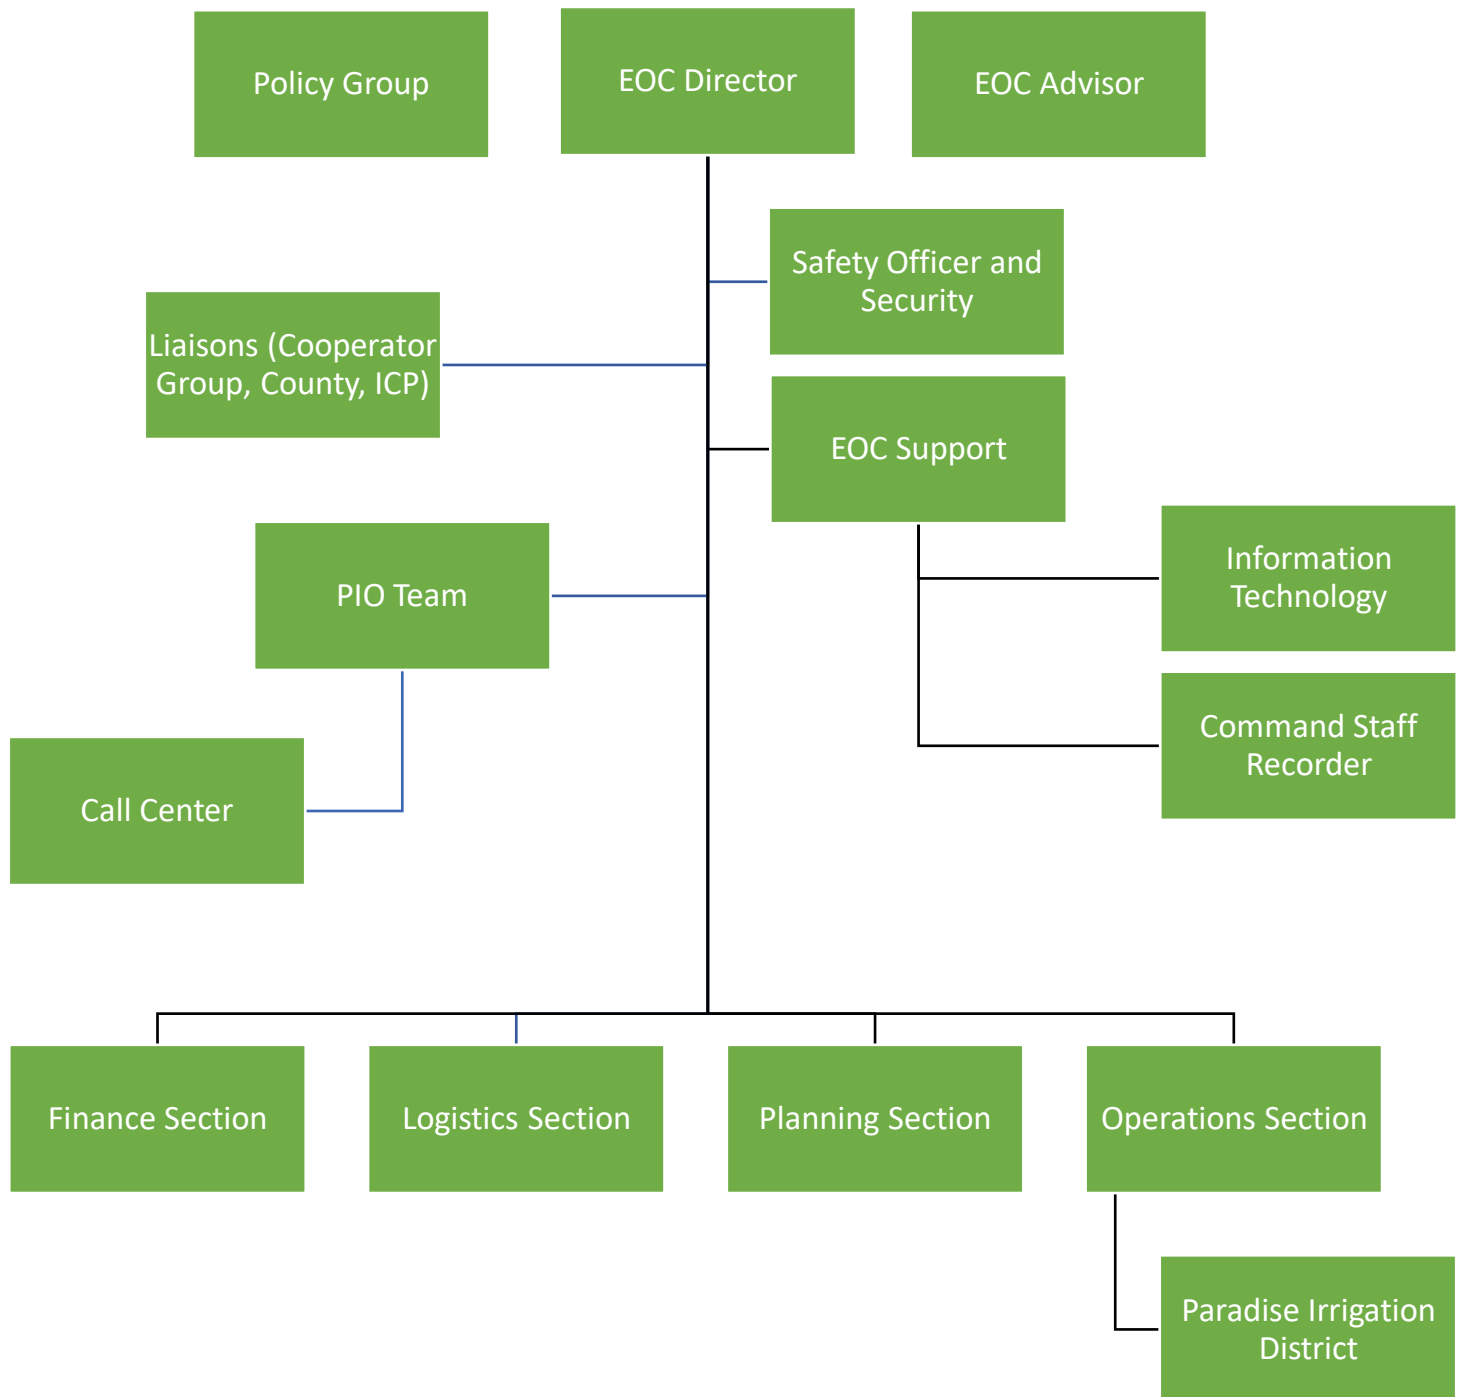 Policy Group
EOC Director
EOC Advisor
Safety Officer and
Security
Liaisons (Cooperator
Group, County, ICP)
EOC Support
Information
Technology
PIO Team
Command Staff
Recorder
Call Center
Finance Section
Logistics Section
Planning Section
Operations Section
Paradise Irrigation
District